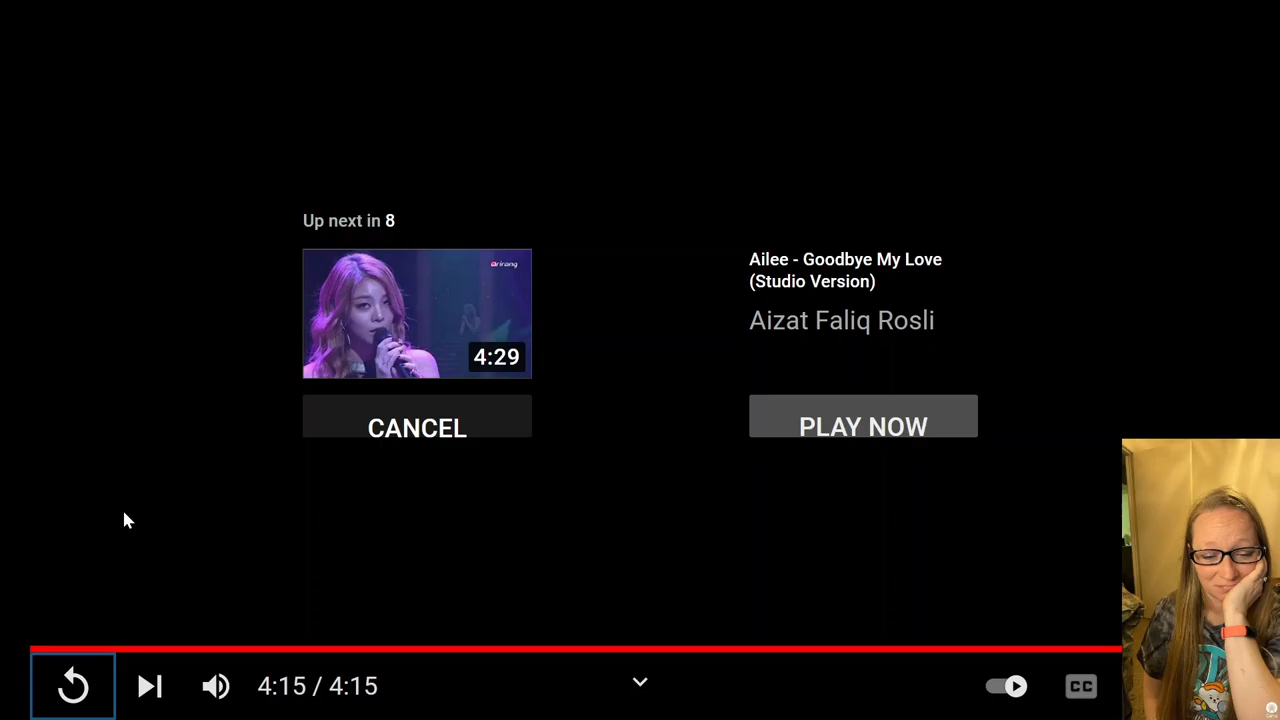 Up next in 8
arirang
4:29
Ailee - Goodbye My Love
(Studio Version)
Aizat Faliq Rosli
CANCEL
PLAY NOW
4:15 / 4:15
CC